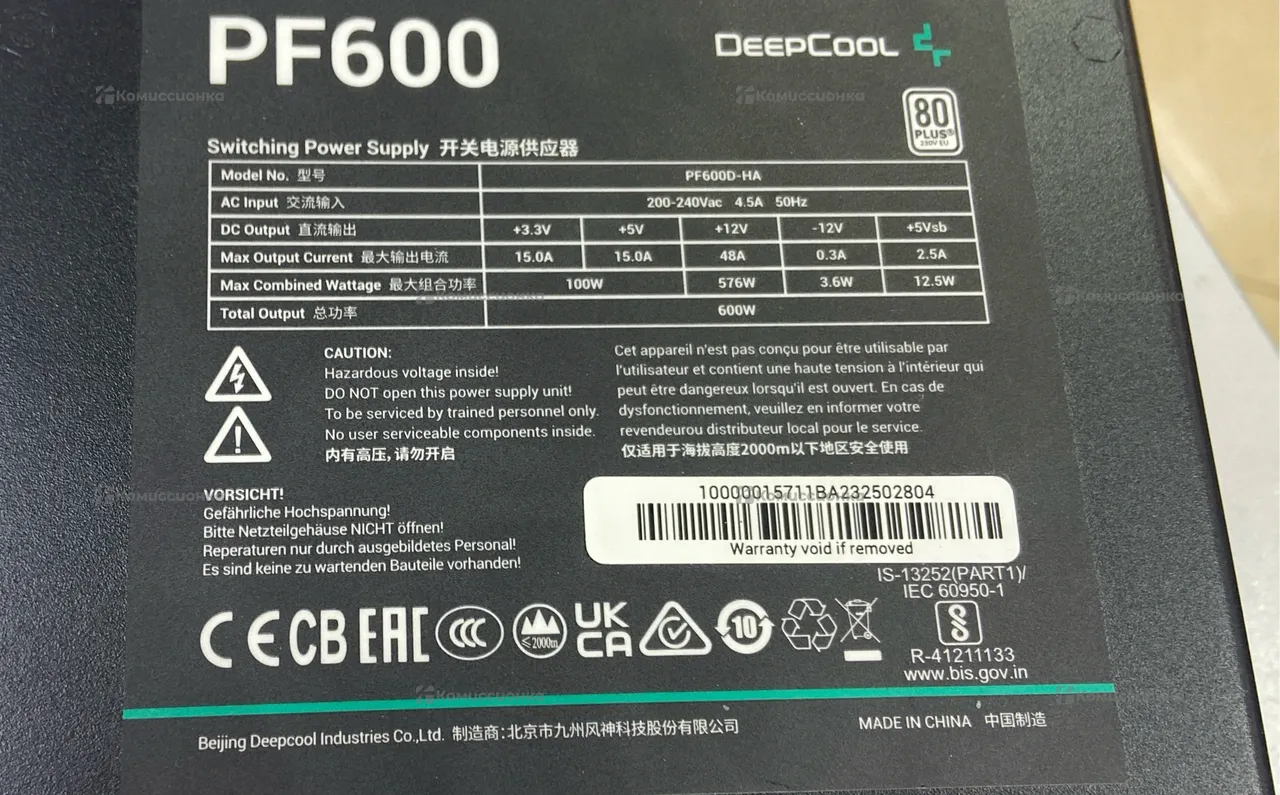 PF600
DEEPCOOL
80
PLUS®
230V EU
Switching Power Supply 开关电源供应器
Model No. 型号 PF600D-HA
AC Input 交流输入 200-240Vac 4.5A 50Hz
DC Output 直流输出 +3.3V +5V +12V -12V +5Vsb
Max Output Current 最大输出电流 15.0A 15.0A 48A 0.3A 2.5A
Max Combined Wattage 最大组合功率 100W 576W 3.6W 12.5W
Total Output 总功率 600W
CAUTION:
Hazardous voltage inside!
DO NOT open this power supply unit!
To be serviced by trained personnel only.
No user serviceable components inside.
内有高压,请勿开启
Cet appareil n'est pas conçu pour être utilisable par
l'utilisateur et contient une haute tension à l'intérieur qui
peut être dangereux lorsqu'il est ouvert. En cas de
dysfonctionnement, veuillez en informer votre
revendeurou distributeur local pour le service.
仅适用于海拔高度2000m以下地区安全使用
VORSICHT!
Gefährliche Hochspannung!
Bitte Netzteilgehäuse NICHT öffnen!
Reperaturen nur durch ausgebildetes Personal!
Es sind keine zu wartenden Bauteile vorhanden!
10000015711BA232502804
Warranty void if removed
IS-13252(PART1)/
IEC 60950-1
R-41211133
www.bis.gov.in
CE CB EAC CCC ≤2000m UK CA 10
Beijing Deepcool Industries Co.,Ltd. 制造商:北京市九州风神科技股份有限公司
MADE IN CHINA 中国制造
Комиссионка
Комиссионка
Комиссионка
Комиссионка
Комиссионка
Комиссионка
Комиссионка
Комиссионка